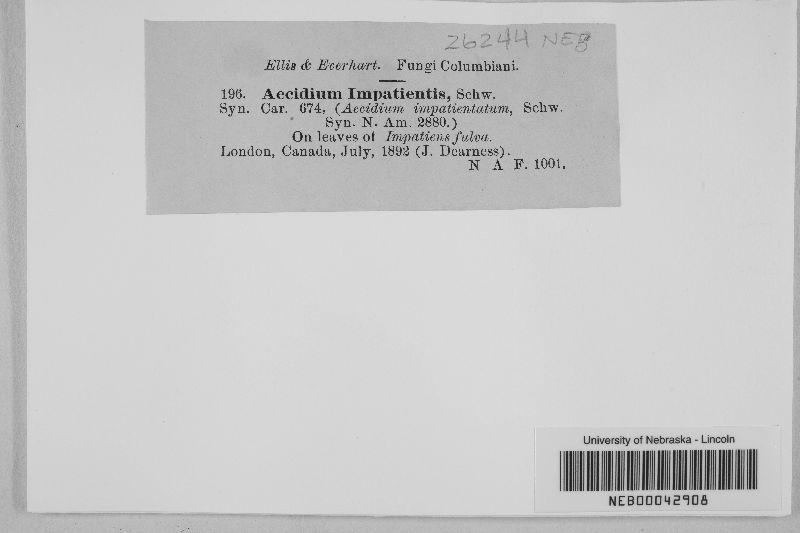 26244 NEB
Ellis & Ecerhart. Fungi Columbiani.
196. Aecidium Impatientis, Schw.
Syn. Car. 674, (Aecidium impatientatum, Schw.
Syn. N. Am. 2880.)
On leaves of Impatiens fulva.
London, Canada, July, 1892 (J. Dearness).
N A F. 1001.
University of Nebraska - Lincoln
NEB00042908